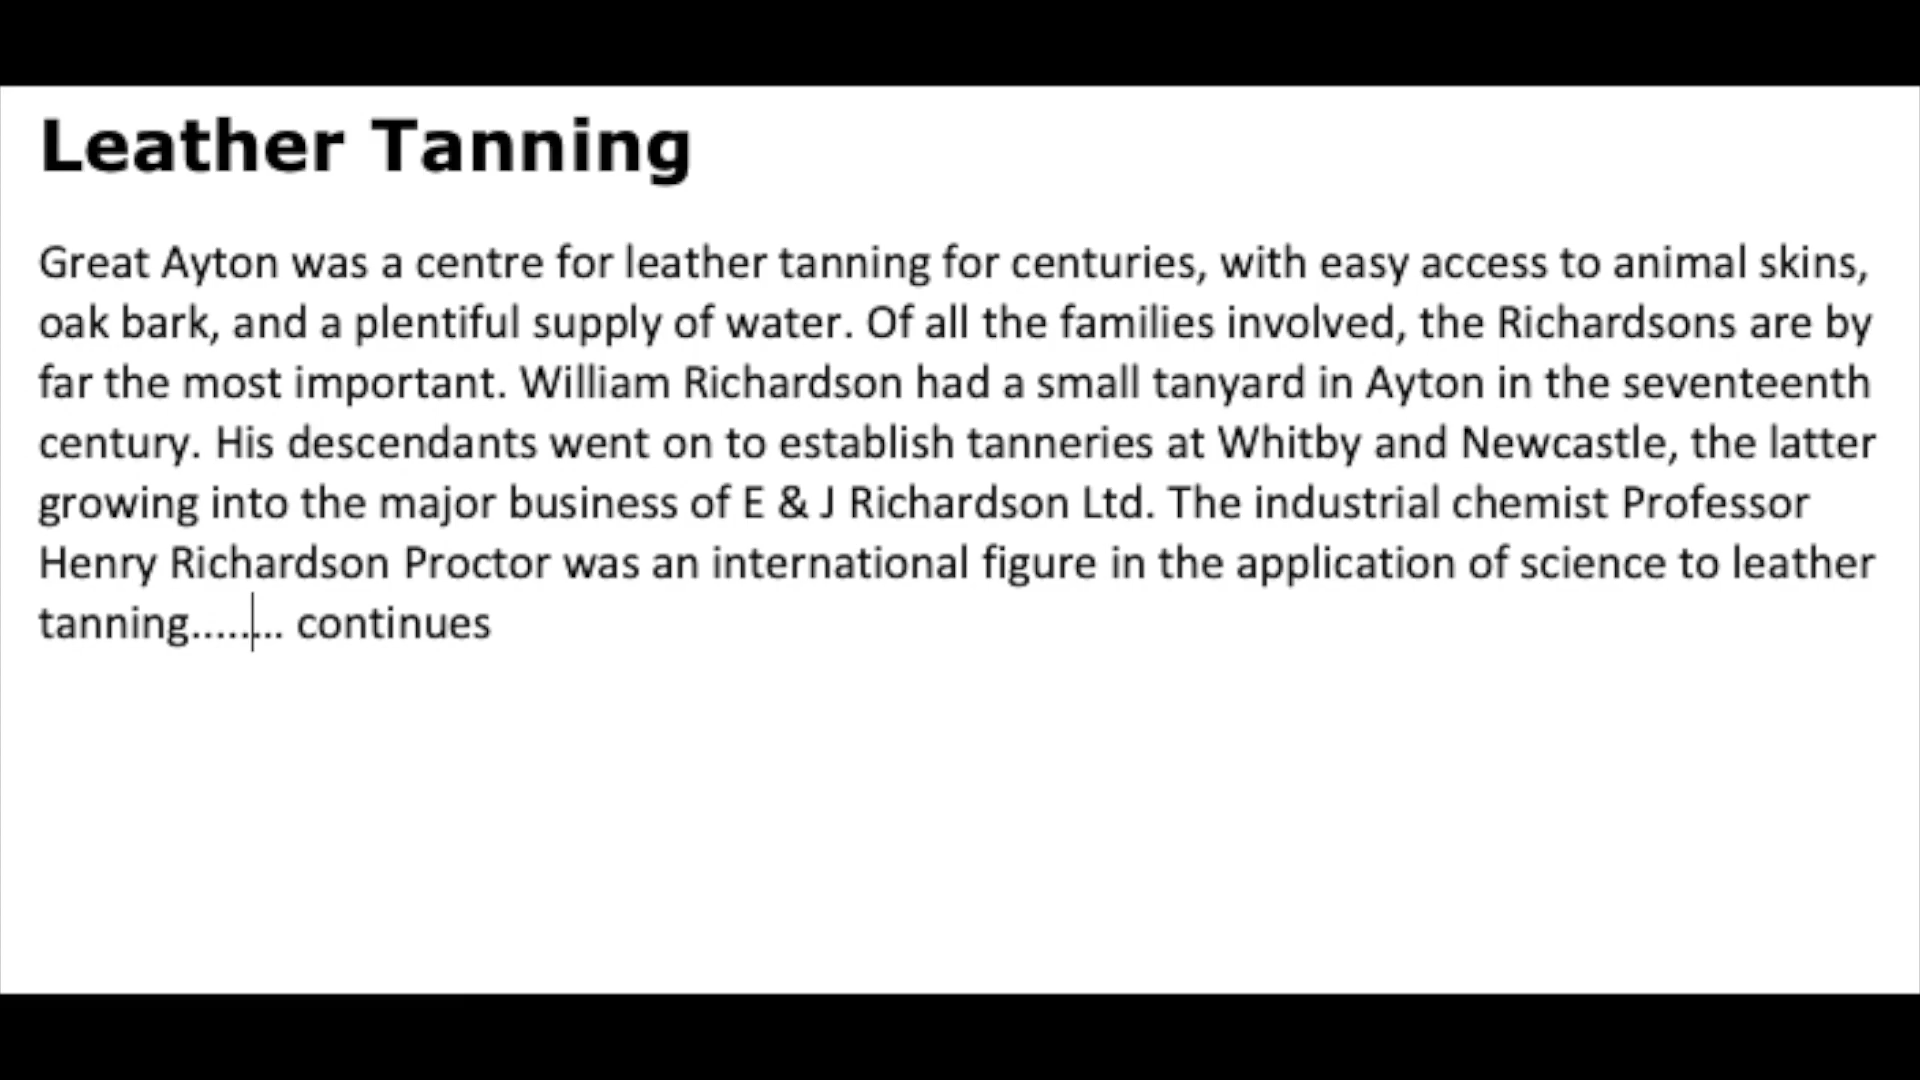 Leather Tanning
Great Ayton was a centre for leather tanning for centuries, with easy access to animal skins,
oak bark, and a plentiful supply of water. Of all the families involved, the Richardsons are by
far the most important. William Richardson had a small tanyard in Ayton in the seventeenth
century. His descendants went on to establish tanneries at Whitby and Newcastle, the latter
growing into the major business of E & J Richardson Ltd. The industrial chemist Professor
Henry Richardson Proctor was an international figure in the application of science to leather
tanning........ continues